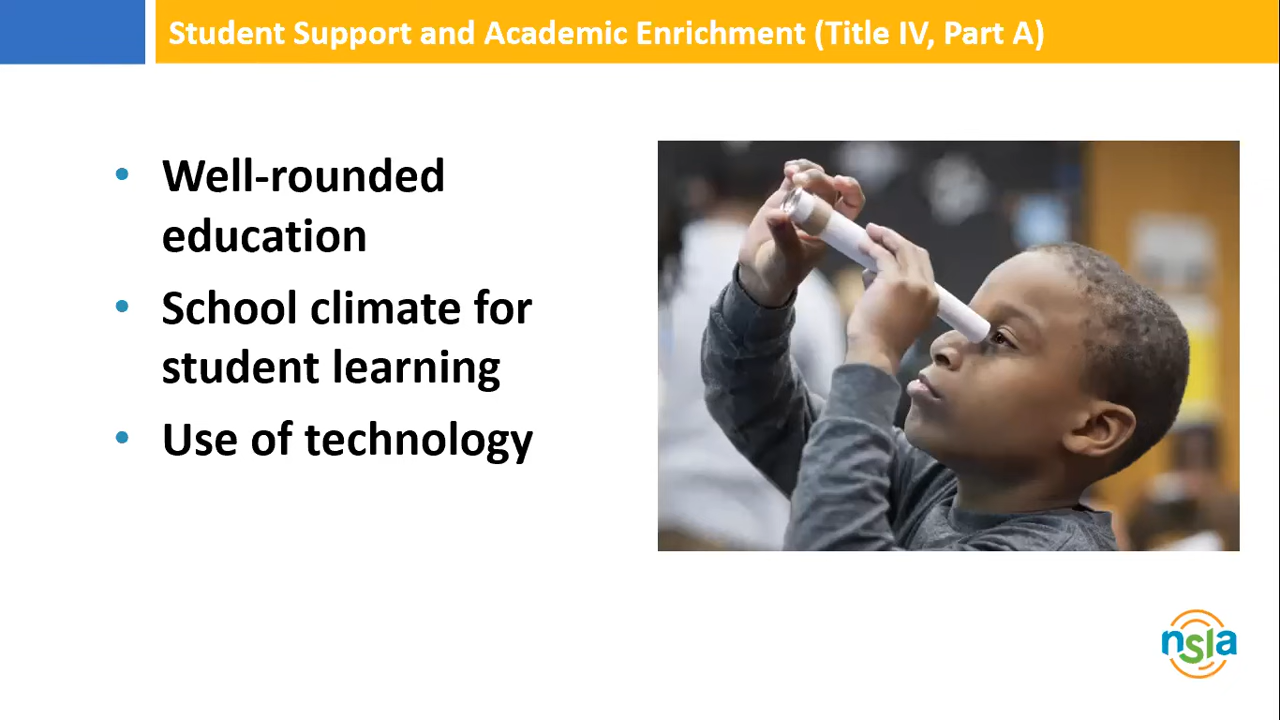 Student Support and Academic Enrichment (Title IV, Part A)
• Well-rounded
education
• School climate for
student learning
• Use of technology
nsla